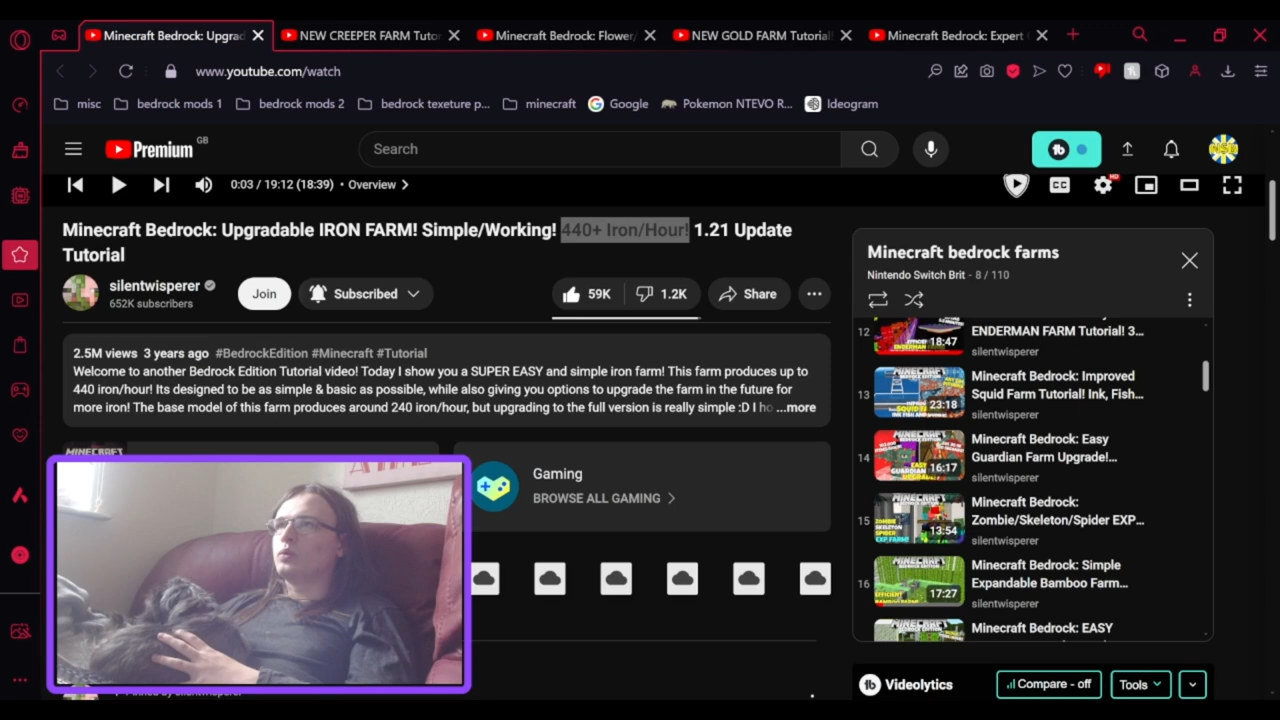 Minecraft Bedrock: Upgrad
NEW CREEPER FARM Tutor
Minecraft Bedrock: Flower/
NEW GOLD FARM Tutorial
Minecraft Bedrock: Expert
www.youtube.com/watch
misc
bedrock mods 1
bedrock mods 2
bedrock texeture p...
minecraft
Google
Pokemon NTEVO R...
Ideogram
Premium GB
Search
0:03 / 19:12 (18:39) • Overview
CC
HD
Minecraft Bedrock: Upgradable IRON FARM! Simple/Working! 440+ Iron/Hour! 1.21 Update
Tutorial
silentwisperer
652K subscribers
Join
Subscribed
59K
1.2K
Share
2.5M views 3 years ago #BedrockEdition #Minecraft #Tutorial
Welcome to another Bedrock Edition Tutorial video! Today I show you a SUPER EASY and simple iron farm! This farm produces up to
440 iron/hour! Its designed to be as simple & basic as possible, while also giving you options to upgrade the farm in the future for
more iron! The base model of this farm produces around 240 iron/hour, but upgrading to the full version is really simple :D I ho ...more
MINECRAFT
Gaming
BROWSE ALL GAMING
Minecraft bedrock farms
Nintendo Switch Brit - 8 / 110
12
18:47
ENDERMAN FARM Tutorial! 3...
silentwisperer
13
23:18
Minecraft Bedrock: Improved
Squid Farm Tutorial! Ink, Fish...
silentwisperer
14
16:17
Minecraft Bedrock: Easy
Guardian Farm Upgrade!...
silentwisperer
15
13:54
Minecraft Bedrock:
Zombie/Skeleton/Spider EXP...
silentwisperer
16
17:27
Minecraft Bedrock: Simple
Expandable Bamboo Farm...
silentwisperer
Minecraft Bedrock: EASY
Videolytics
Compare - off
Tools